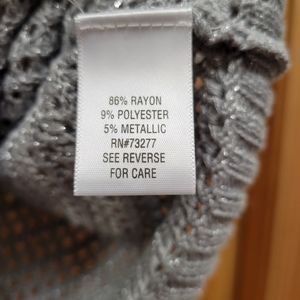 86% RAYON
9% POLYESTER
5% METALLIC
RN#73277
SEE REVERSE
FOR CARE